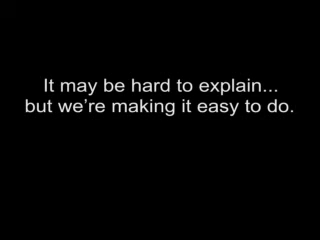 It may be hard to explain...
but we’re making it easy to do.